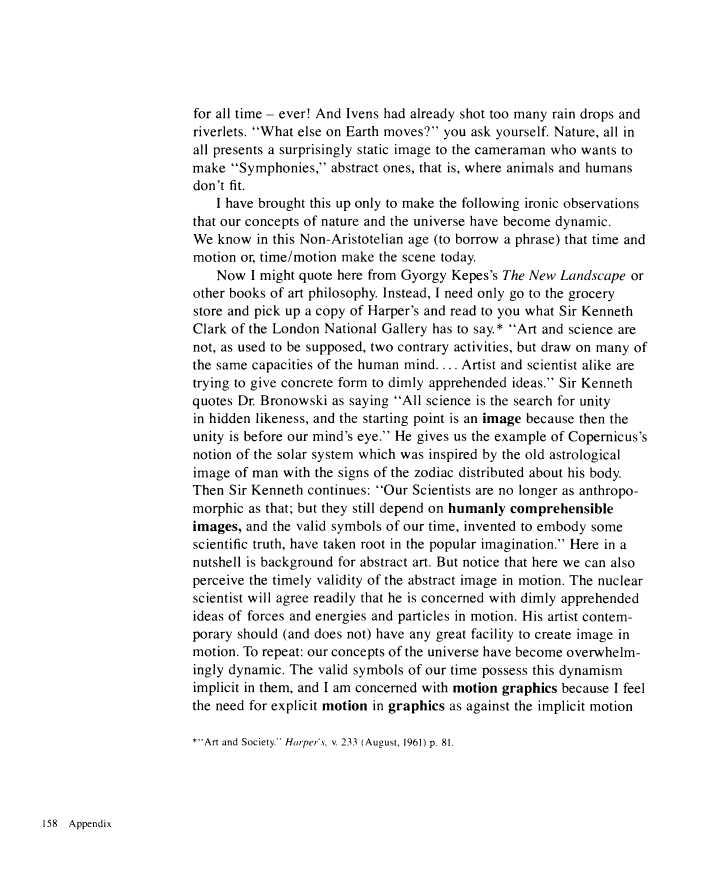 for all time – ever! And Ivens had already shot too many rain drops and
riverlets. “What else on Earth moves?” you ask yourself. Nature, all in
all presents a surprisingly static image to the cameraman who wants to
make “Symphonies,” abstract ones, that is, where animals and humans
don’t fit.
I have brought this up only to make the following ironic observations
that our concepts of nature and the universe have become dynamic.
We know in this Non-Aristotelian age (to borrow a phrase) that time and
motion or, time/motion make the scene today.
Now I might quote here from Gyorgy Kepes’s The New Landscape or
other books of art philosophy. Instead, I need only go to the grocery
store and pick up a copy of Harper’s and read to you what Sir Kenneth
Clark of the London National Gallery has to say.* “Art and science are
not, as used to be supposed, two contrary activities, but draw on many of
the same capacities of the human mind. . . . Artist and scientist alike are
trying to give concrete form to dimly apprehended ideas.” Sir Kenneth
quotes Dr. Bronowski as saying “All science is the search for unity
in hidden likeness, and the starting point is an image because then the
unity is before our mind’s eye.” He gives us the example of Copernicus’s
notion of the solar system which was inspired by the old astrological
image of man with the signs of the zodiac distributed about his body.
Then Sir Kenneth continues: “Our Scientists are no longer as anthropo-
morphic as that; but they still depend on humanly comprehensible
images, and the valid symbols of our time, invented to embody some
scientific truth, have taken root in the popular imagination.” Here in a
nutshell is background for abstract art. But notice that here we can also
perceive the timely validity of the abstract image in motion. The nuclear
scientist will agree readily that he is concerned with dimly apprehended
ideas of forces and energies and particles in motion. His artist contem-
porary should (and does not) have any great facility to create image in
motion. To repeat: our concepts of the universe have become overwhelm-
ingly dynamic. The valid symbols of our time possess this dynamism
implicit in them, and I am concerned with motion graphics because I feel
the need for explicit motion in graphics as against the implicit motion
*“Art and Society.” Harper’s, v. 233 (August, 1961) p. 81.
158 Appendix